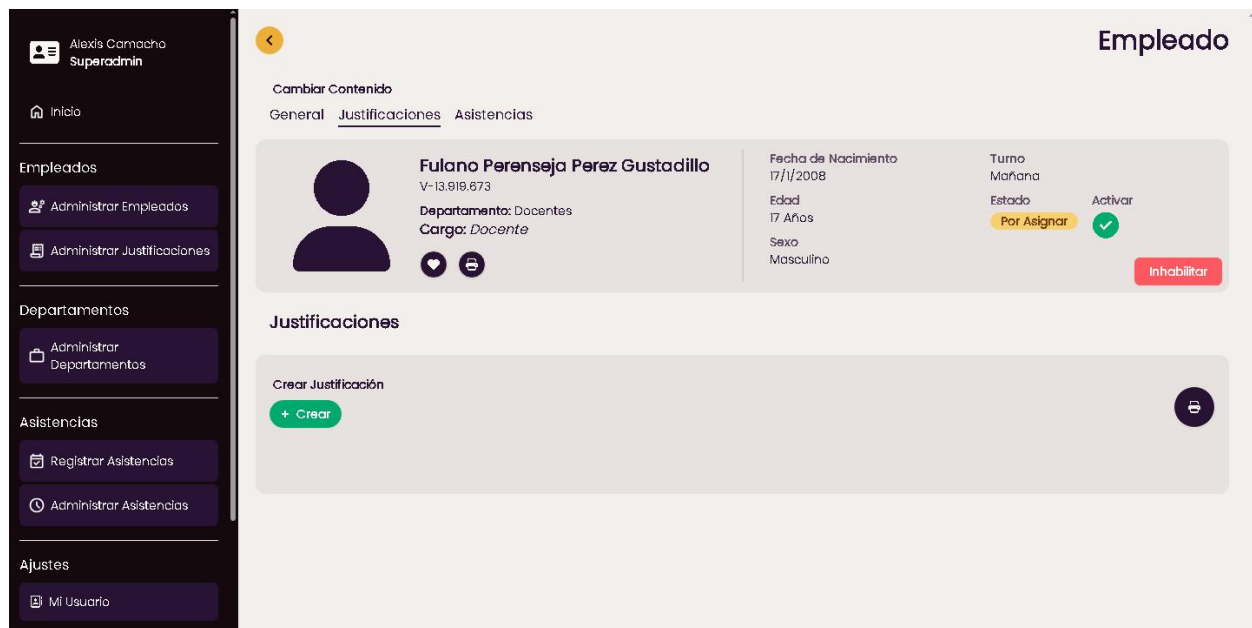 Alexis Camacho
Superadmin
Inicio
Empleados
Administrar Empleados
Administrar Justificaciones
Departamentos
Administrar
Departamentos
Asistencias
Registrar Asistencias
Administrar Asistencias
Ajustes
Mi Usuario
Empleado
Cambiar Contenido
General Justificaciones Asistencias
Fulano Perenseja Perez Gustadillo
V-13.919.673
Departamento: Docentes
Cargo: Docente
Fecha de Nacimiento
17/1/2008
Edad
17 Años
Sexo
Masculino
Turno
Mañana
Estado Activar
Por Asignar
Inhabilitar
Justificaciones
Crear Justificación
+ Crear